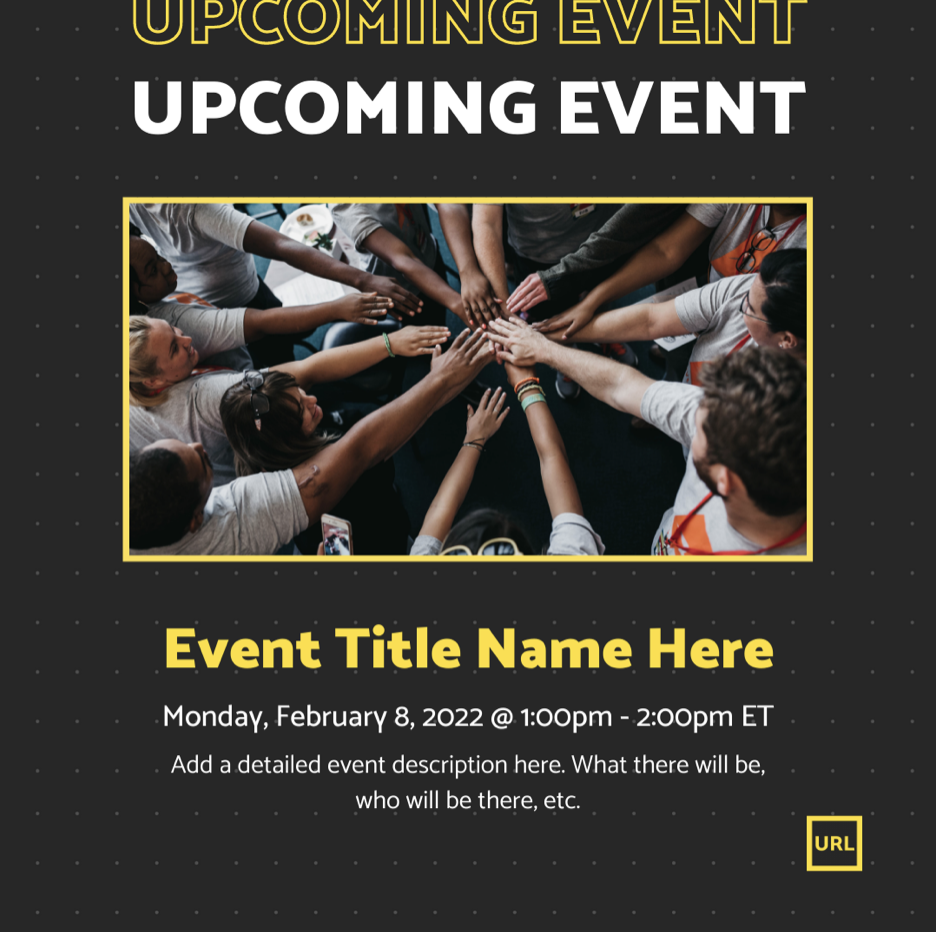 UPCOMING EVENT
UPCOMING EVENT
Event Title Name Here
Monday, February 8, 2022 @ 1:00pm - 2:00pm ET
Add a detailed event description here. What there will be,
who will be there, etc.
URL